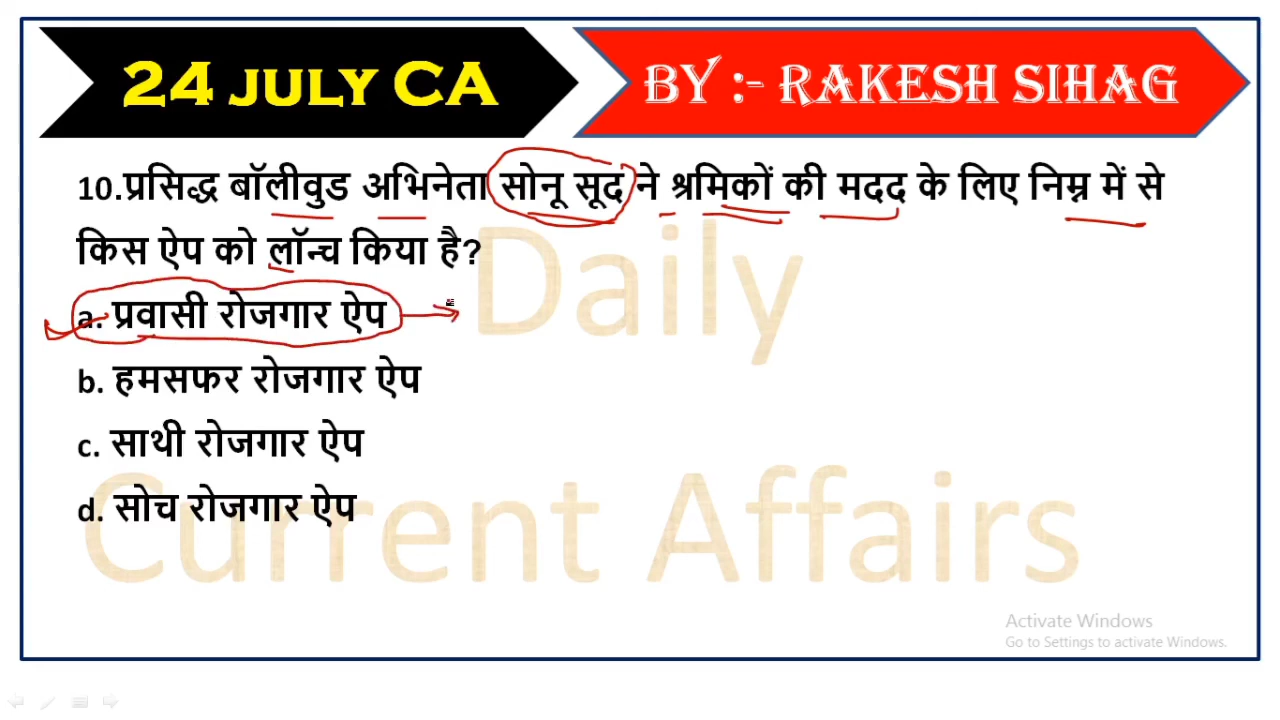 24 JULY CA
BY :- RAKESH SIHAG
10.प्रसिद्ध बॉलीवुड अभिनेता सोनू सूद ने श्रमिकों की मदद के लिए निम्न में से
किस ऐप को लॉन्च किया है?
a. प्रवासी रोजगार ऐप
b. हमसफर रोजगार ऐप
c. साथी रोजगार ऐप
d. सोच रोजगार ऐप
Daily
Current Affairs
Activate Windows
Go to Settings to activate Windows.